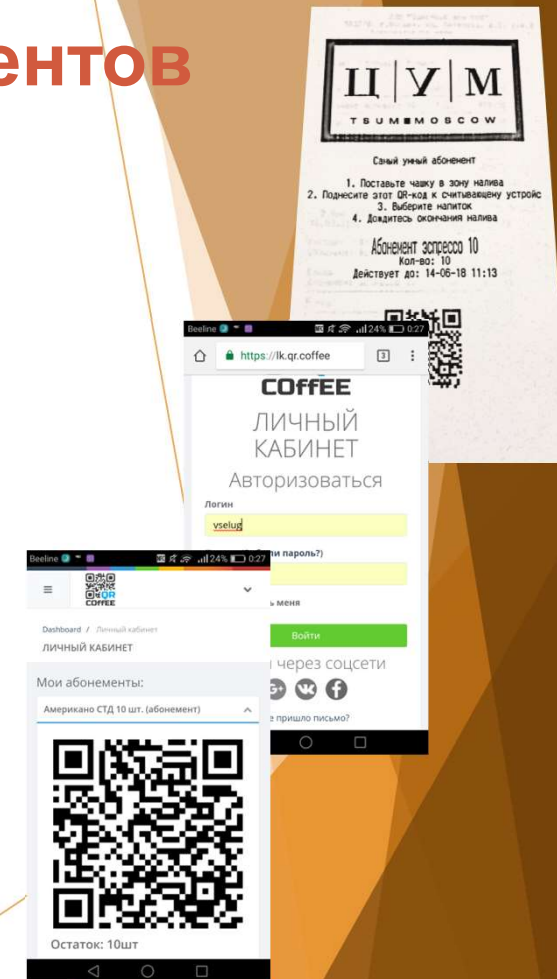 ентов
Ц|У|М
TSUM MOSCOW
Самый умный абонемент
1. Поставьте чашку в зону налива
2. Поднесите этот QR-код к считывающему устройс
3. Выберите напиток
4. Дождитесь окончания налива
Абонемент эспрессо 10
Кол-во: 10
Действует до: 14-06-18 11:13
Beeline 24% 0:27
https://lk.qr.coffee 3
COFFEE
ЛИЧНЫЙ
КАБИНЕТ
Авторизоваться
Логин
vselug
ли пароль?)
ь меня
Войти
через соцсети
G+
е пришло письмо?
Beeline 24% 0:27
QR
COFFEE
Dashboard / Личный кабинет
ЛИЧНЫЙ КАБИНЕТ
Мои абонементы:
Американо СТД 10 шт. (абонемент)
Остаток: 10шт